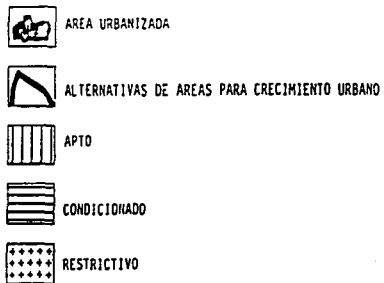 AREA URBANIZADA
ALTERNATIVAS DE AREAS PARA CRECIMIENTO URBANO
APTO
CONDICIONADO
RESTRICTIVO